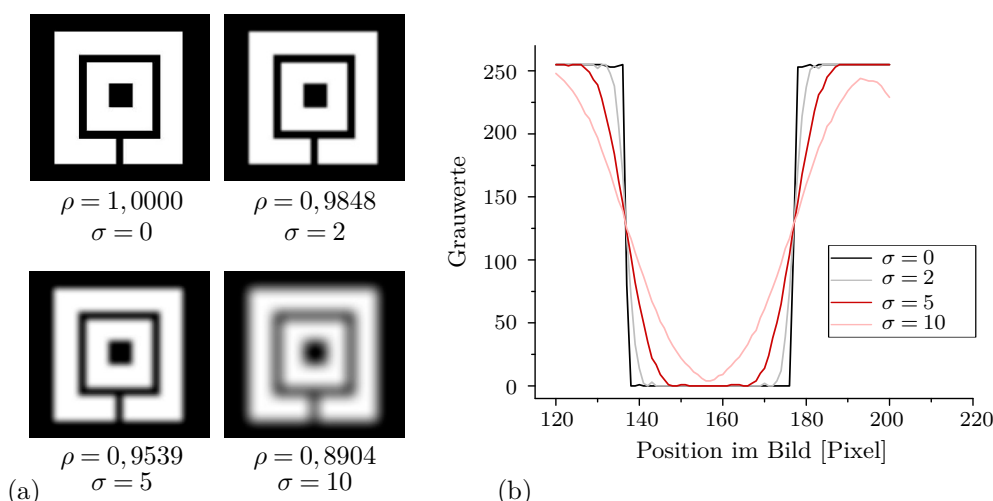 ρ = 1,0000
σ = 0
ρ = 0,9848
σ = 2
ρ = 0,9539
σ = 5
ρ = 0,8904
σ = 10
(a)
Grauwerte
250
200
150
100
50
0
120
140
160
180
200
220
Position im Bild [Pixel]
σ = 0
σ = 2
σ = 5
σ = 10
(b)